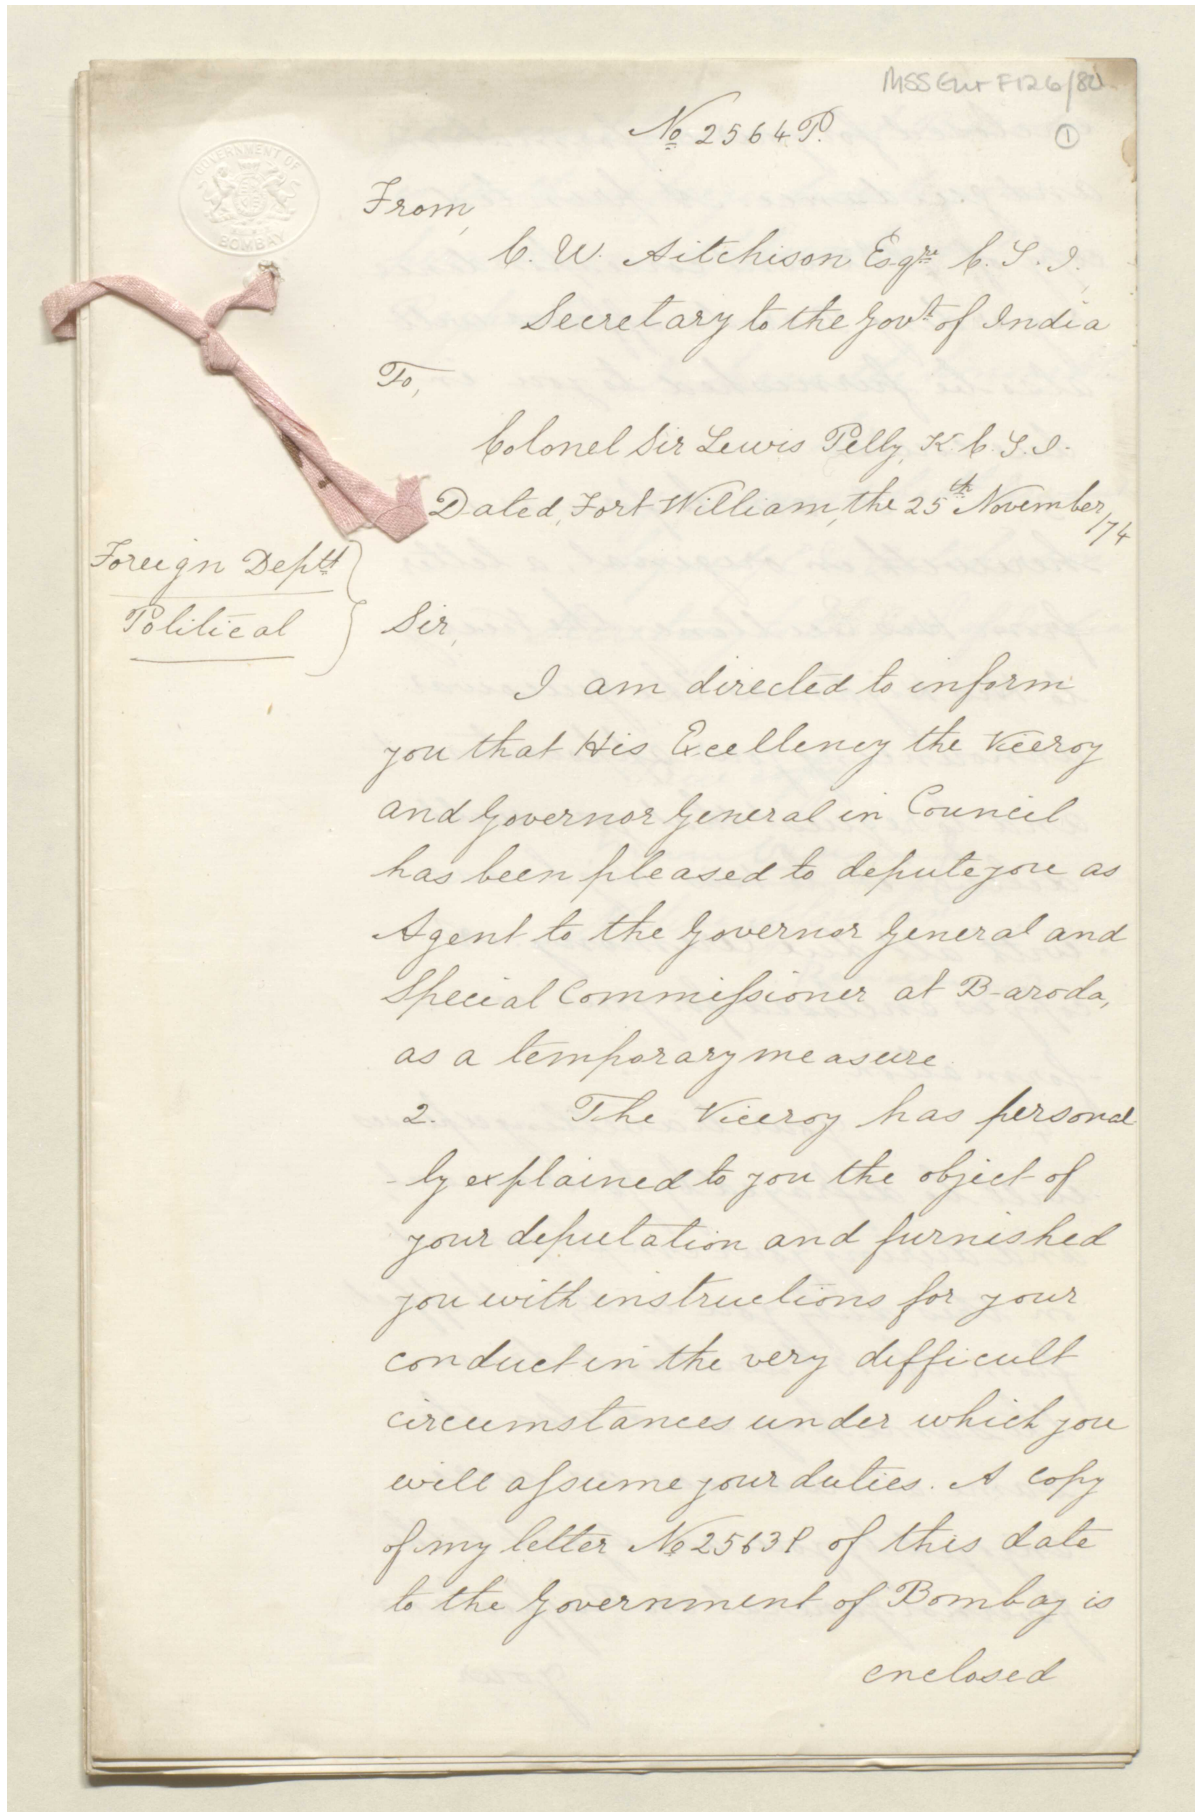 MSS Eur F126/80
1
No 2564 P.
GOVERNMENT OF
BOMBAY
From,
C. W. Aitchison Esqre C. S. I.,
Secretary to the Govt of India
To,
Colonel Sir Lewis Pelly, K. C. S. I.
Dated, Fort William, the 25th November /74
Foreign Deptt
Political
Sir,
I am directed to inform
you that His Excellency the Viceroy
and Governor General in Council
has been pleased to depute you as
Agent to the Governor General and
Special Commissioner at Baroda,
as a temporary measure.
2. The Viceroy has personal
-ly explained to you the object of
your deputation and furnished
you with instructions for your
conduct in the very difficult
circumstances under which you
will assume your duties. A copy
of my letter No 2563P of this date
to the Government of Bombay is
enclosed